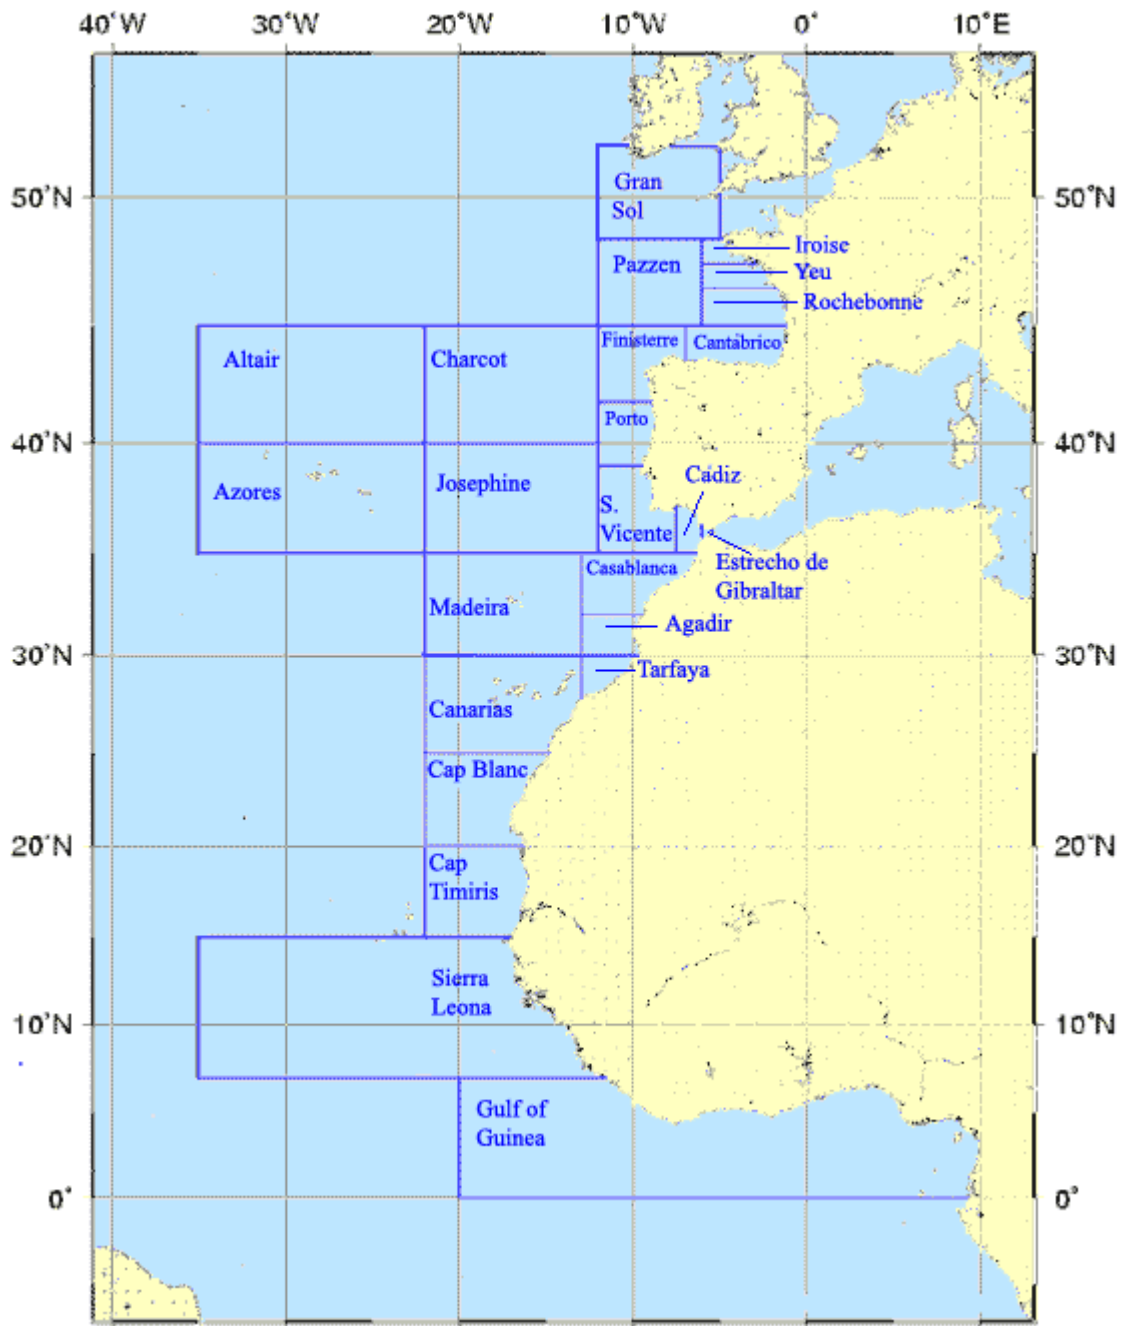 40°W 30°W 20°W 10°W 0° 10°E
50°N 50°N
Gran
Sol
Iroise
Pazzen
Yeu
Rochebonne
Finisterre
Cantábrico
Altair
Charcot
Porto
40°N 40°N
Cádiz
Josephine
Azores
S.
Vicente
Estrecho de
Gibraltar
Casablanca
Madeira
Agadir
30°N 30°N
Tarfaya
Canarias
Cap Blanc
20°N 20°N
Cap
Timiris
Sierra
Leona
10°N 10°N
Gulf of
Guinea
0° 0°